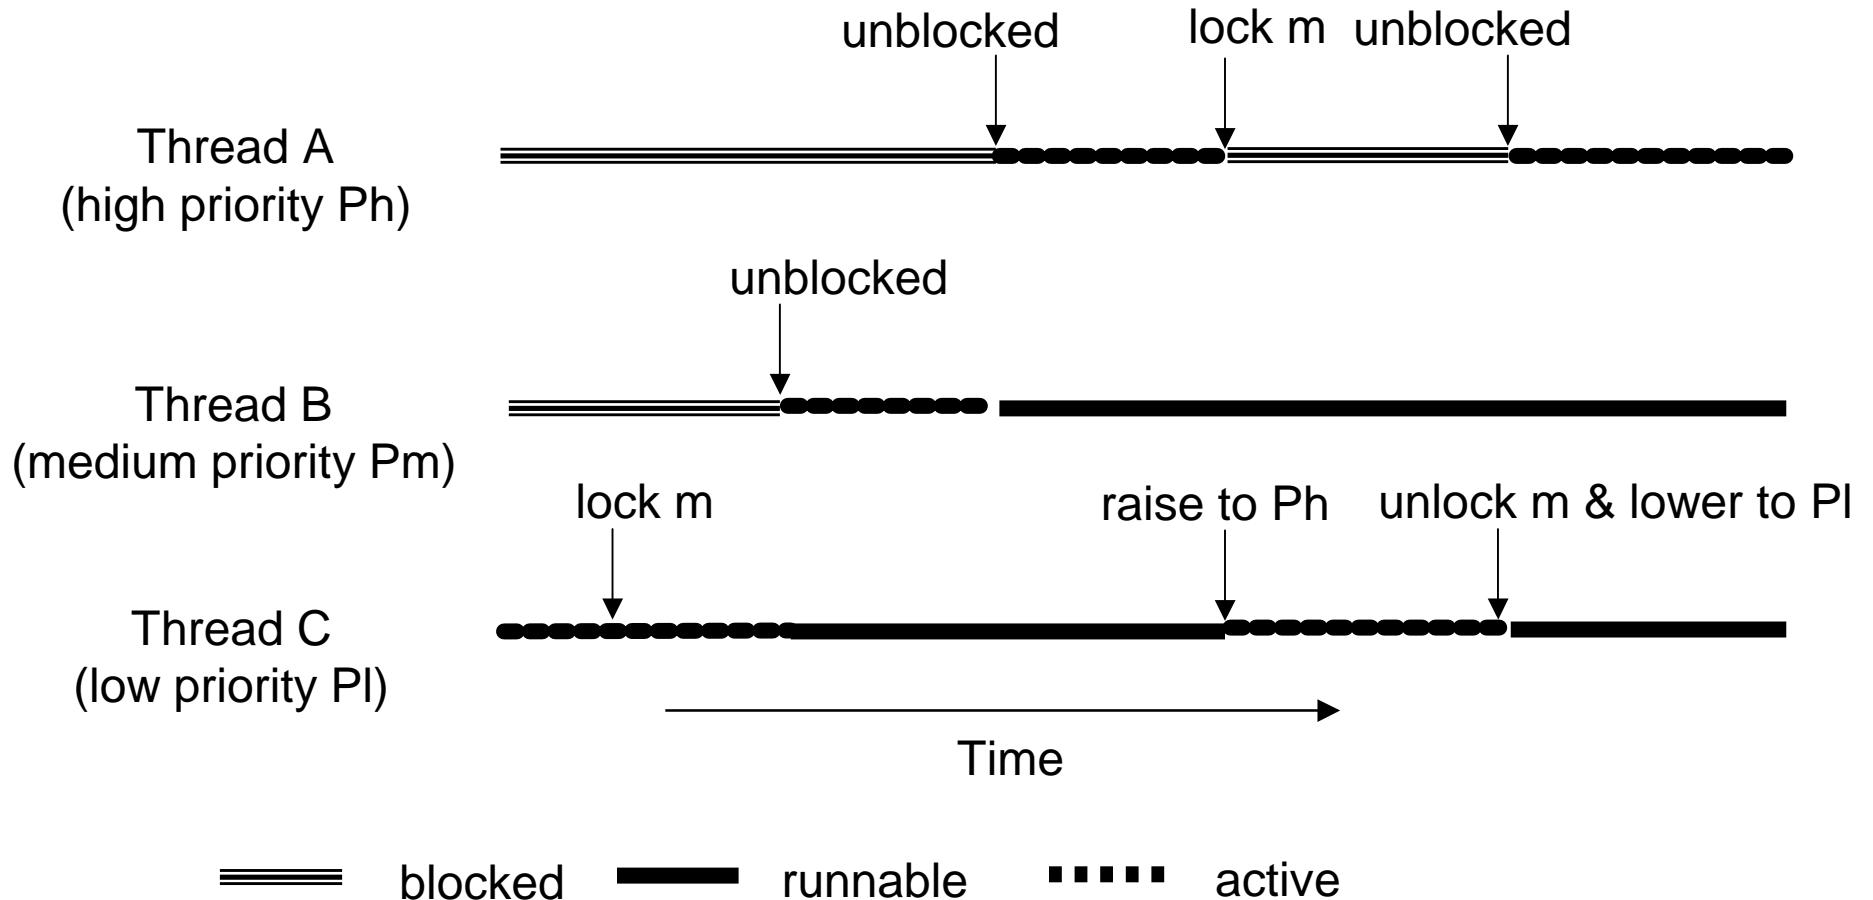 unblocked
lock m
unblocked
Thread A
(high priority Ph)
unblocked
Thread B
(medium priority Pm)
lock m
raise to Ph
unlock m & lower to Pl
Thread C
(low priority Pl)
Time
blocked
runnable
active